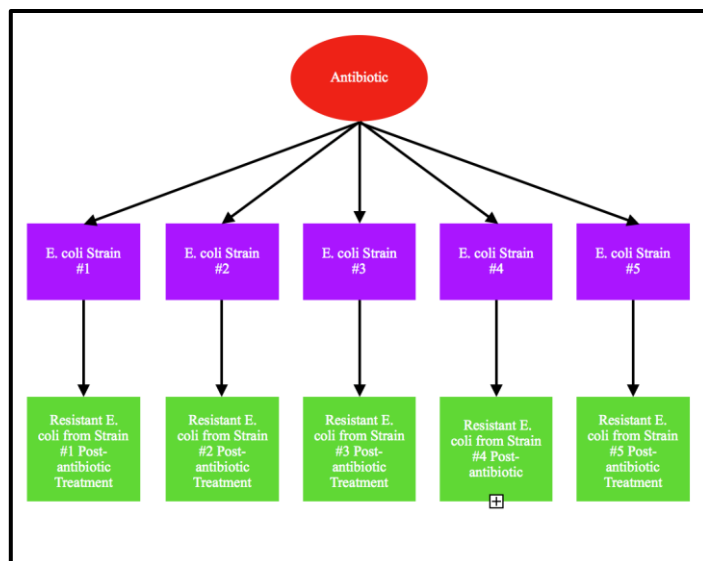 Antibiotic
E. coli Strain
#1
E. coli Strain
#2
E. coli Strain
#3
E. coli Strain
#4
E. coli Strain
#5
Resistant E.
coli from Strain
#1 Post-
antibiotic
Treatment
Resistant E.
coli from Strain
#2 Post-
antibiotic
Treatment
Resistant E.
coli from Strain
#3 Post-
antibiotic
Treatment
Resistant E.
coli from Strain
#4 Post-
antibiotic
Resistant E.
coli from Strain
#5 Post-
antibiotic
Treatment